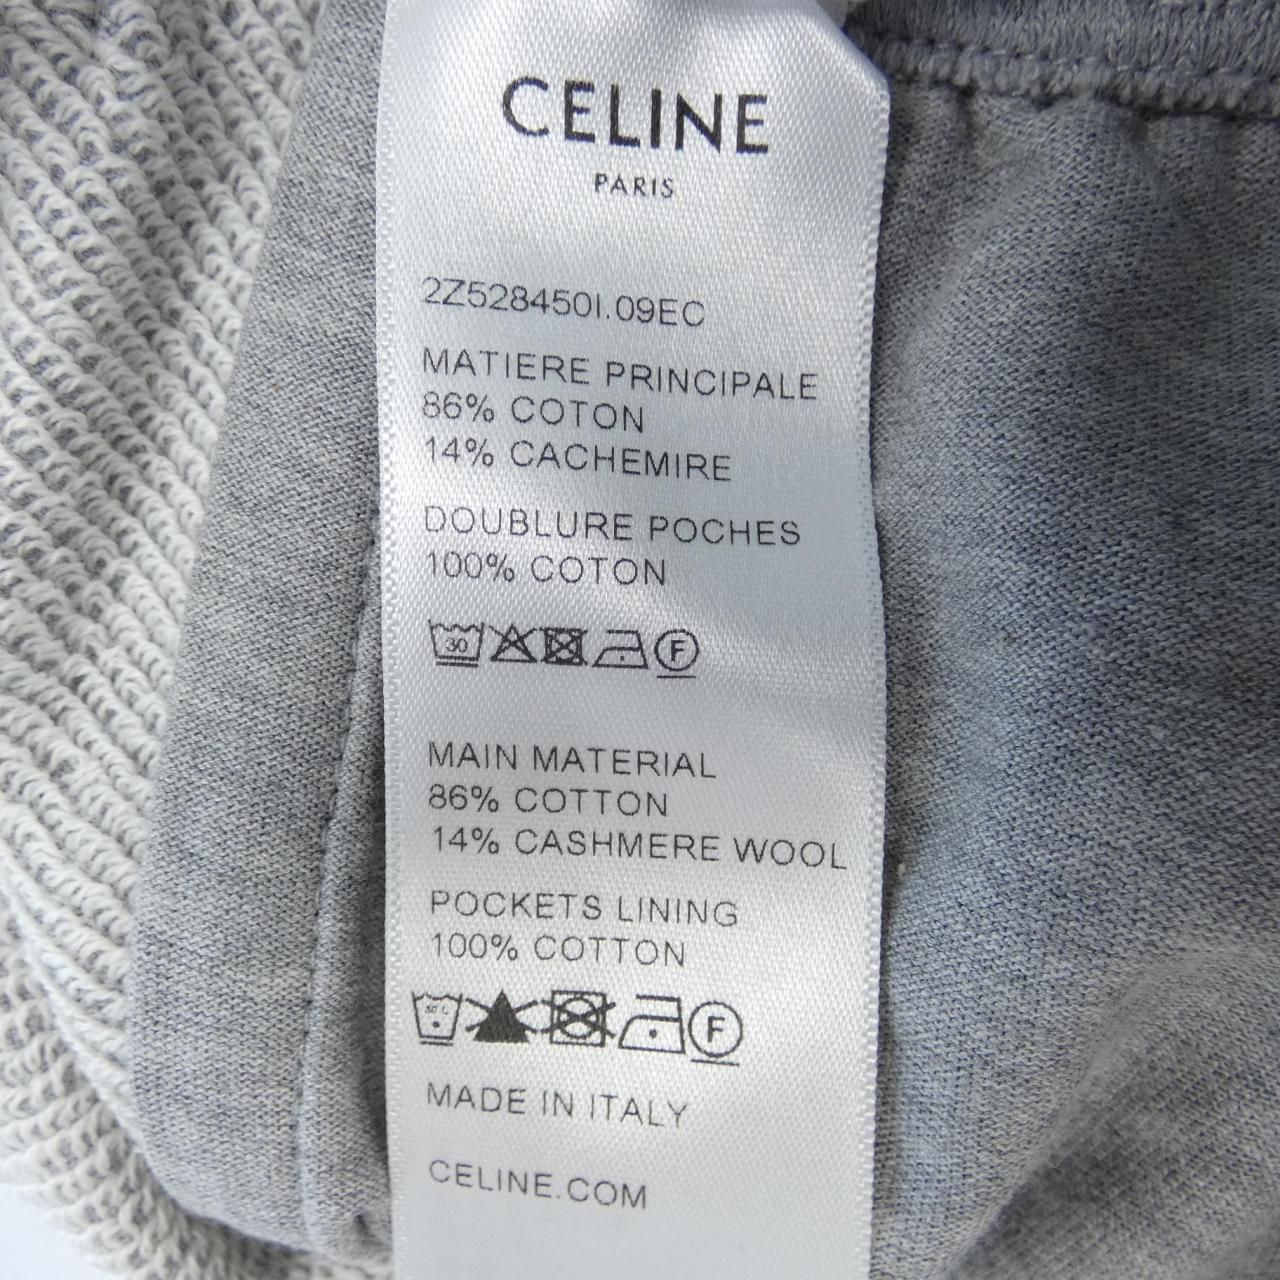 CELINE
PARIS
2Z528450I.09EC
MATIERE PRINCIPALE
86% COTON
14% CACHEMIRE
DOUBLURE POCHES
100% COTON
30 F
MAIN MATERIAL
86% COTTON
14% CASHMERE WOOL
POCKETS LINING
100% COTTON
F
MADE IN ITALY
CELINE.COM